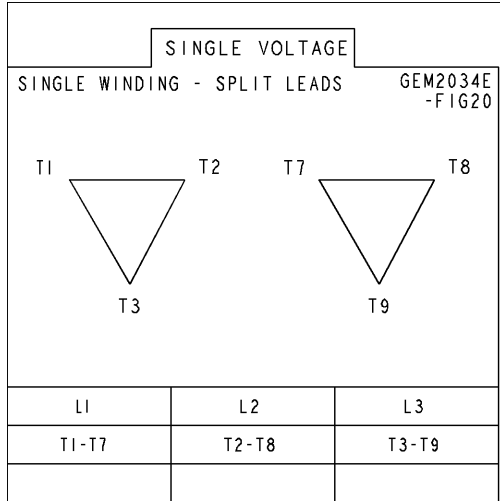 SINGLE VOLTAGE
SINGLE WINDING - SPLIT LEADS GEM2034E
-FIG20
T1 T2 T7 T8
T3 T9
L1 L2 L3
T1-T7 T2-T8 T3-T9